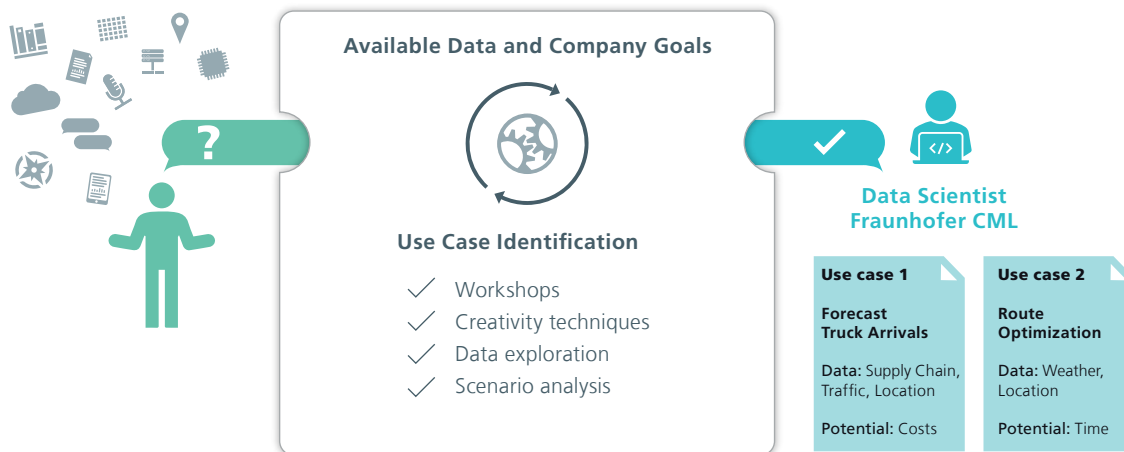 Available Data and Company Goals
?
Use Case Identification
Workshops
Creativity techniques
Data exploration
Scenario analysis
</>
Data Scientist
Fraunhofer CML
Use case 1
Forecast
Truck Arrivals
Data: Supply Chain,
Traffic, Location
Potential: Costs
Use case 2
Route
Optimization
Data: Weather,
Location
Potential: Time